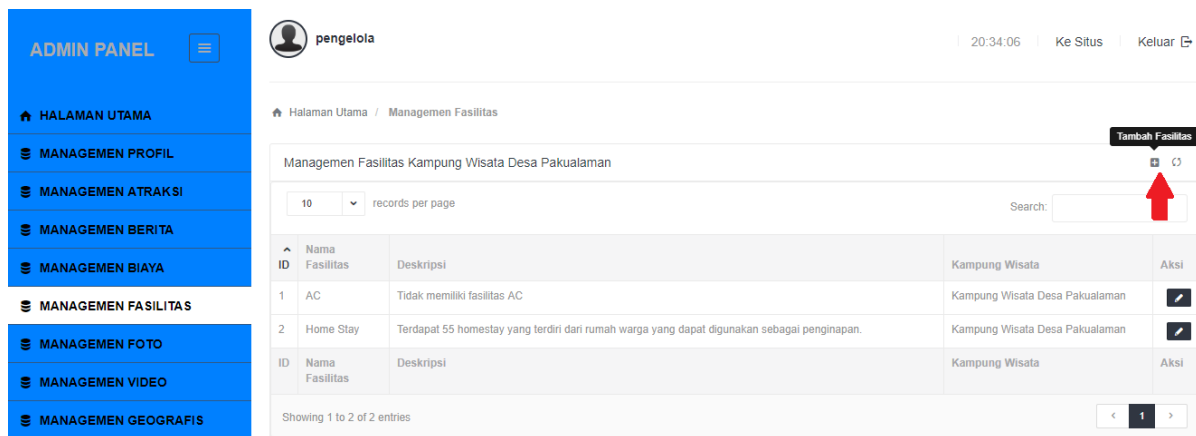 ADMIN PANEL
pengelola
20:34:06 Ke Situs Keluar
HALAMAN UTAMA
MANAGEMEN PROFIL
MANAGEMEN ATRAKSI
MANAGEMEN BERITA
MANAGEMEN BIAYA
MANAGEMEN FASILITAS
MANAGEMEN FOTO
MANAGEMEN VIDEO
MANAGEMEN GEOGRAFIS
Halaman Utama / Managemen Fasilitas
Tambah Fasilitas
Managemen Fasilitas Kampung Wisata Desa Pakualaman
10 records per page
Search:
ID Nama Fasilitas Deskripsi Kampung Wisata Aksi
1 AC Tidak memiliki fasilitas AC Kampung Wisata Desa Pakualaman
2 Home Stay Terdapat 55 homestay yang terdiri dari rumah warga yang dapat digunakan sebagai penginapan. Kampung Wisata Desa Pakualaman
ID Nama Fasilitas Deskripsi Kampung Wisata Aksi
Showing 1 to 2 of 2 entries
< 1 >